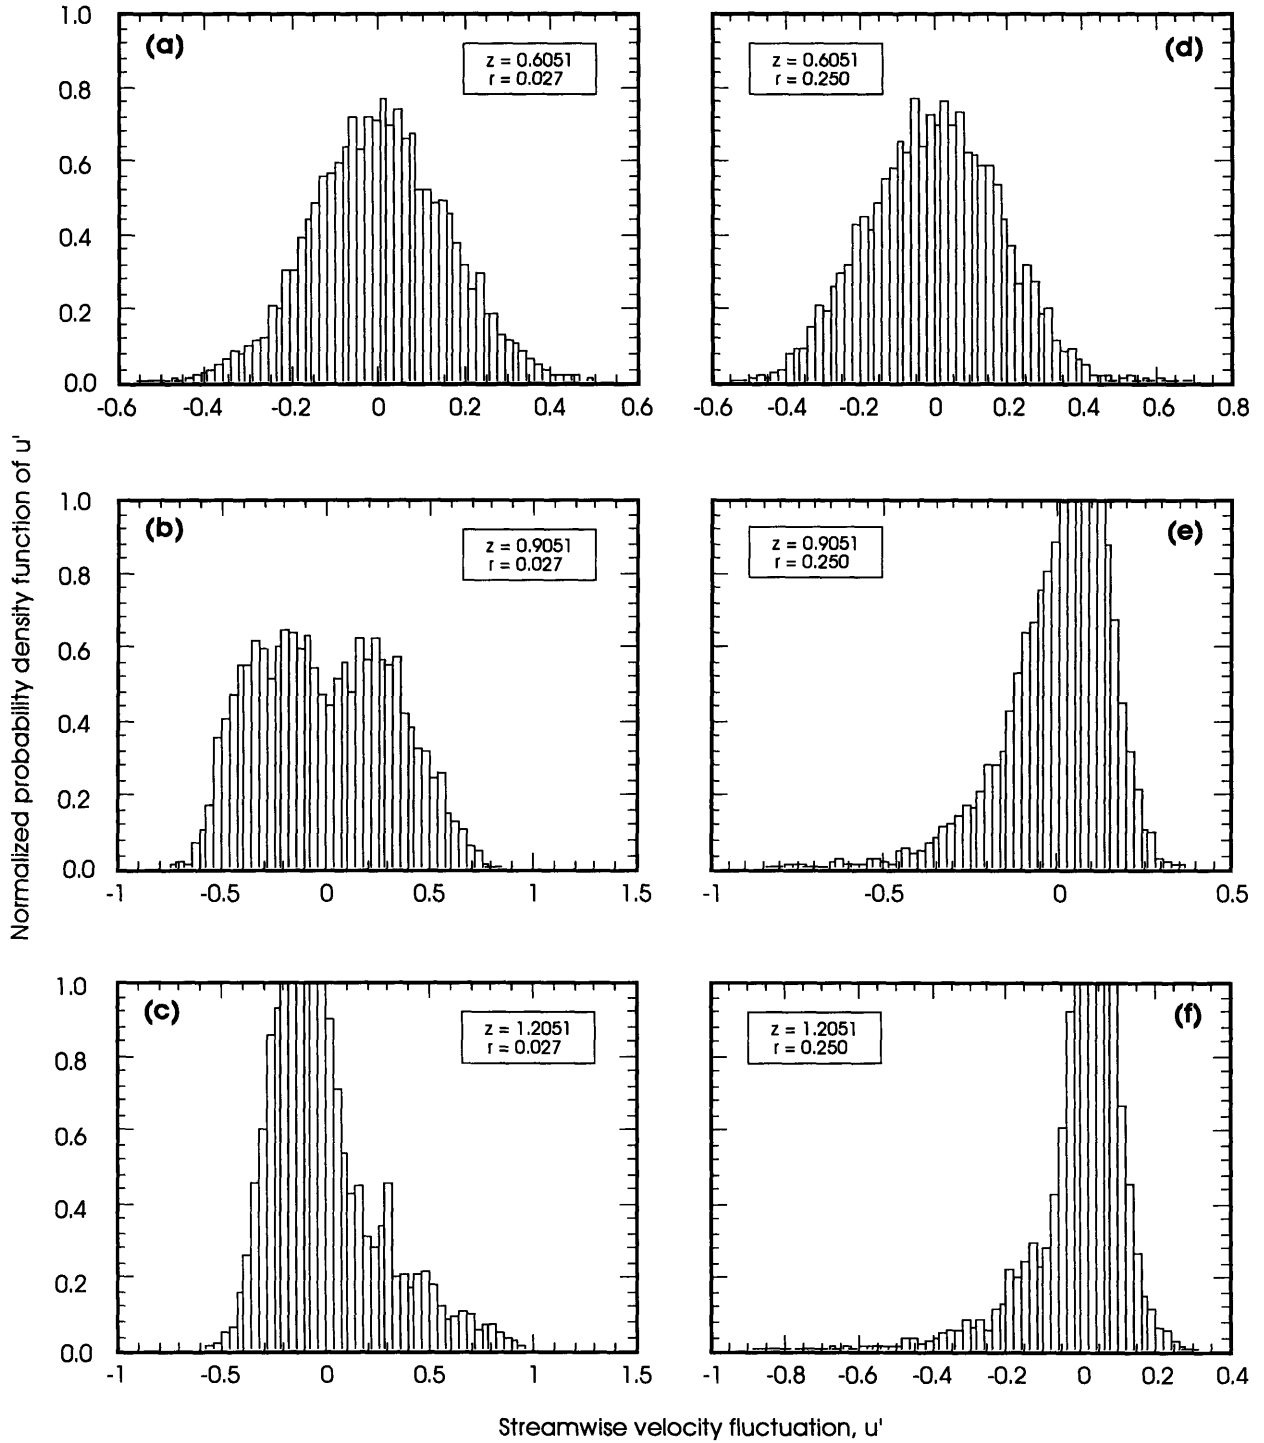 Normalized probability density function of u'
(a)
z = 0.6051
r = 0.027
1.0
0.8
0.6
0.4
0.2
0.0
-0.6 -0.4 -0.2 0 0.2 0.4 0.6
(d)
z = 0.6051
r = 0.250
-0.6 -0.4 -0.2 0 0.2 0.4 0.6 0.8
(b)
z = 0.9051
r = 0.027
1.0
0.8
0.6
0.4
0.2
0.0
-1 -0.5 0 0.5 1 1.5
(e)
z = 0.9051
r = 0.250
-1 -0.5 0 0.5
(c)
z = 1.2051
r = 0.027
1.0
0.8
0.6
0.4
0.2
0.0
-1 -0.5 0 0.5 1 1.5
(f)
z = 1.2051
r = 0.250
-1 -0.8 -0.6 -0.4 -0.2 0 0.2 0.4
Streamwise velocity fluctuation, u'